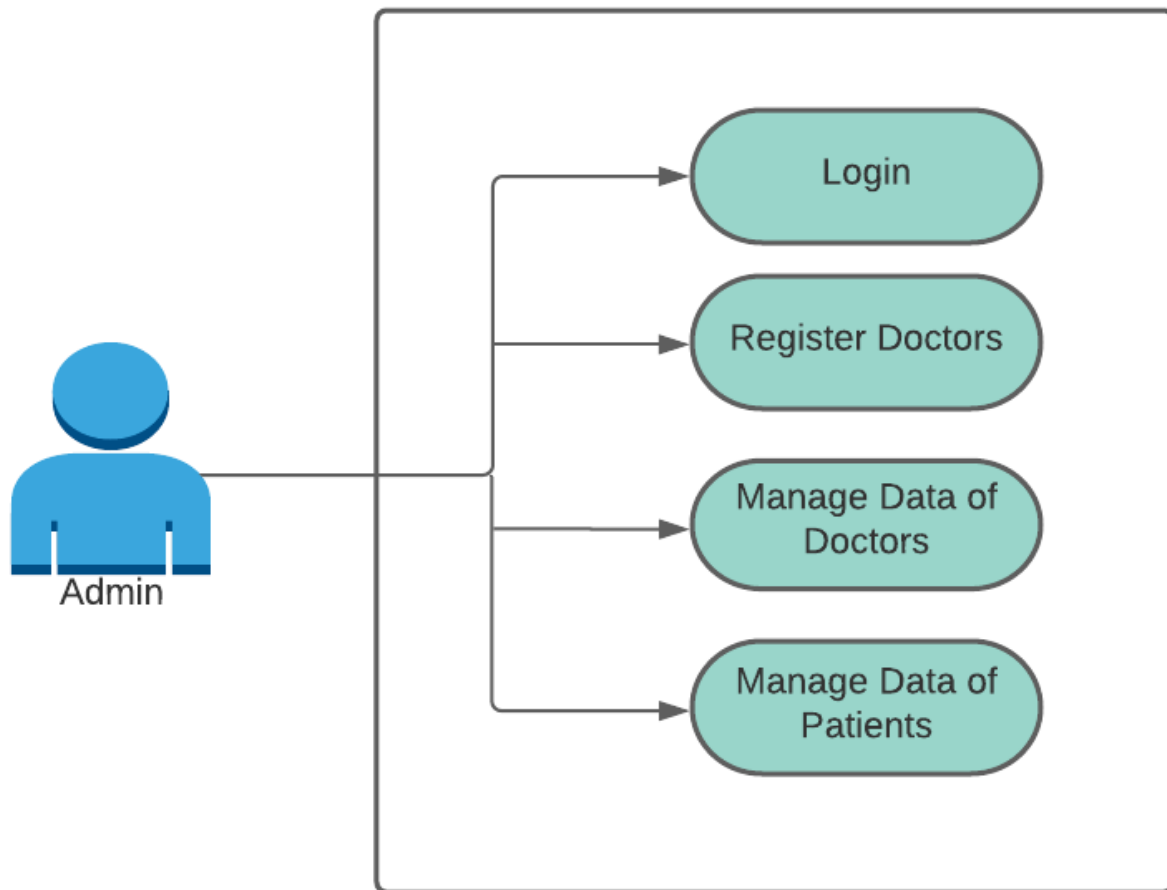 Login
Register Doctors
Admin
Manage Data of
Doctors
Manage Data of
Patients